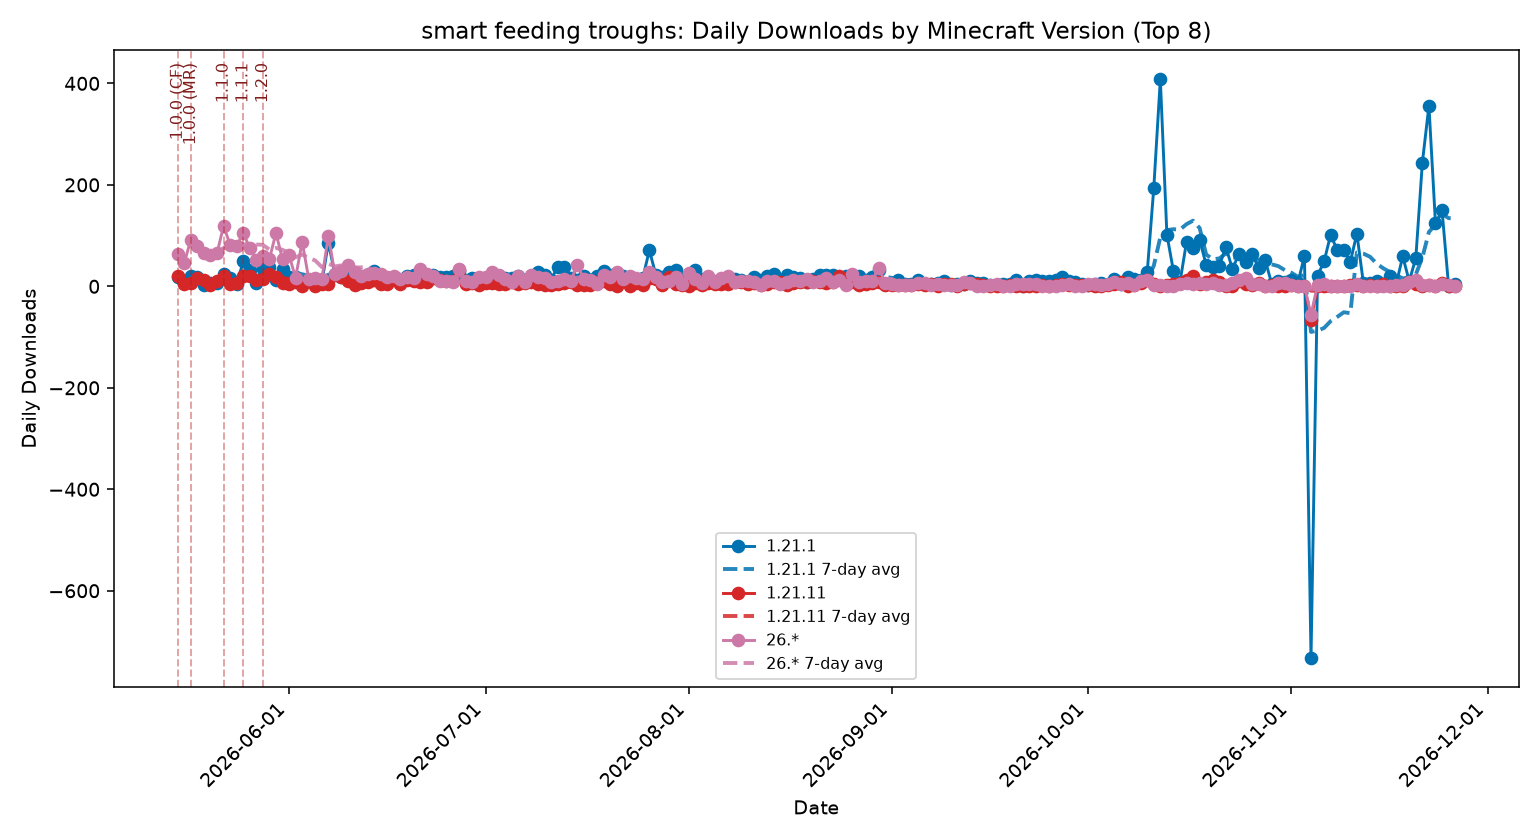 smart feeding troughs: Daily Downloads by Minecraft Version (Top 8)
1.0.0 (CF)
1.0.0 (MR)
1.1.0
1.1.1
1.2.0
Daily Downloads
400
200
0
−200
−400
−600
1.21.1
1.21.1 7-day avg
1.21.11
1.21.11 7-day avg
26.*
26.* 7-day avg
2026-06-01
2026-07-01
2026-08-01
2026-09-01
2026-10-01
2026-11-01
2026-12-01
Date